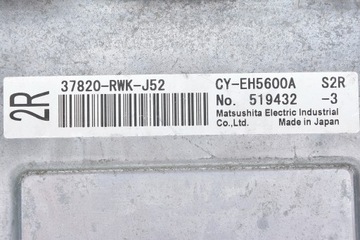 2R
37820-RWK-J52
CY-EH5600A S2R
No. 519432 -3
Matsushita Electric Industrial
Co.,Ltd. Made in Japan